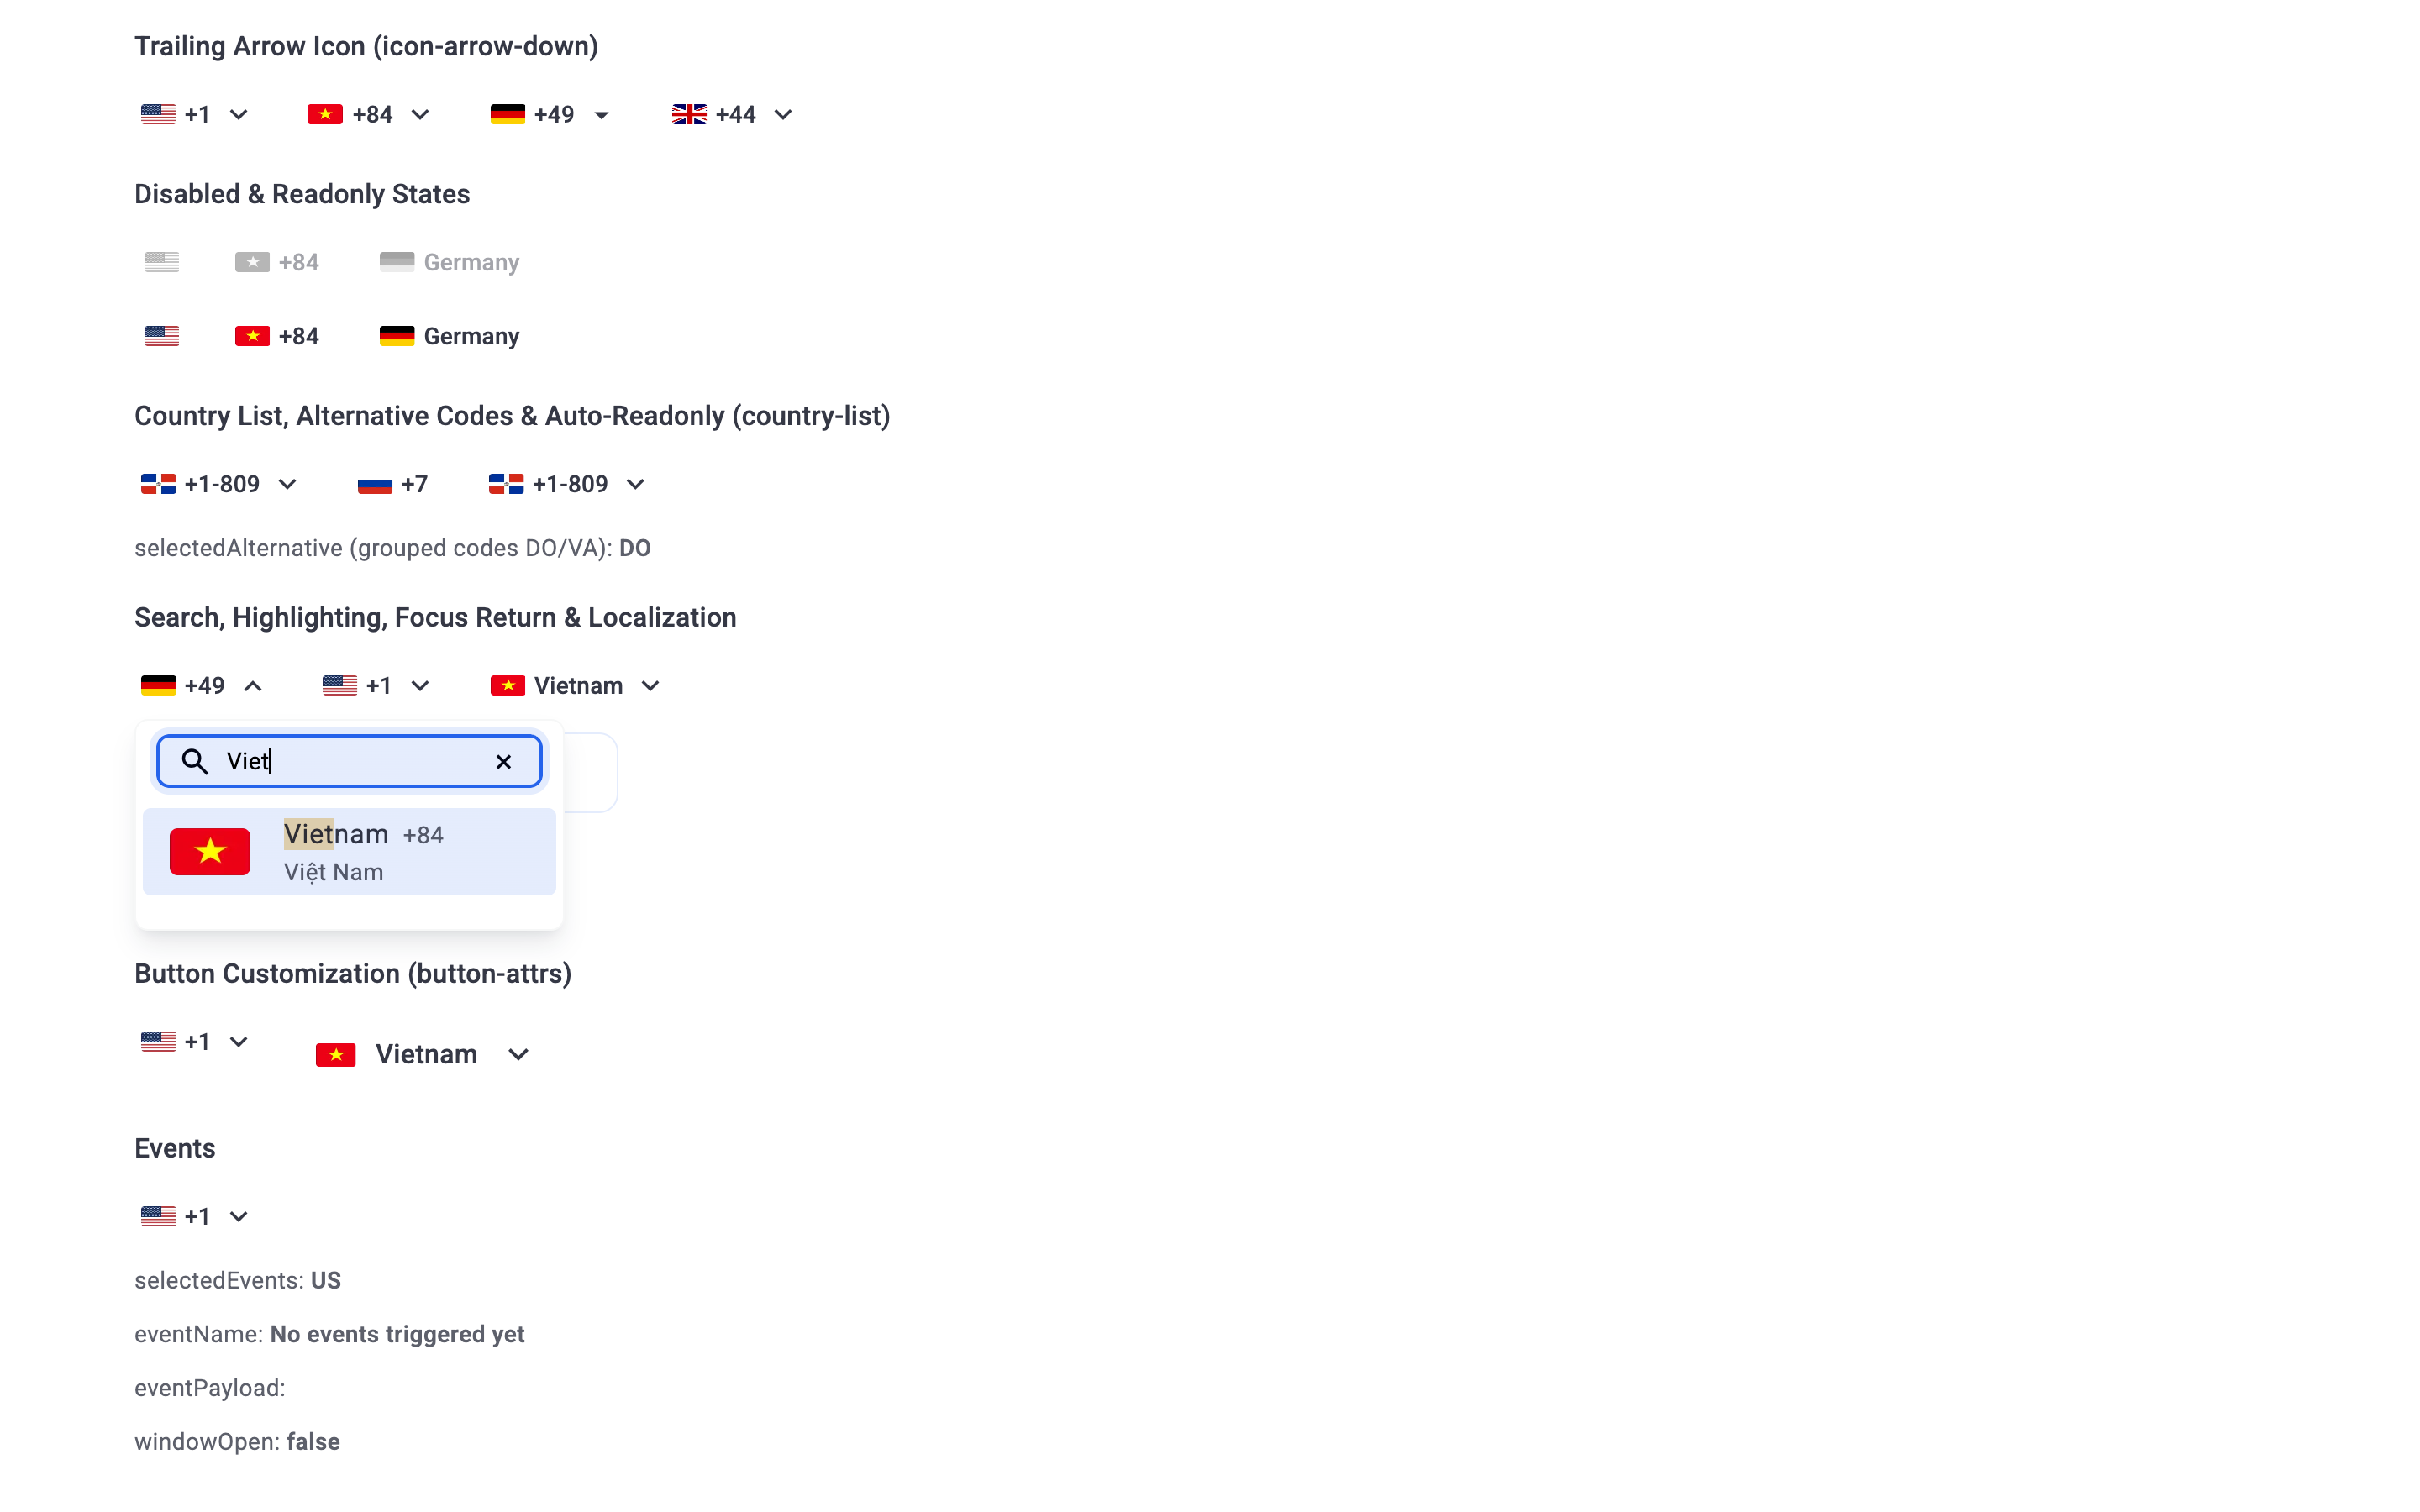 Trailing Arrow Icon (icon-arrow-down)
+1 +84 +49 +44
Disabled & Readonly States
+84 Germany
+84 Germany
Country List, Alternative Codes & Auto-Readonly (country-list)
+1-809 +7 +1-809
selectedAlternative (grouped codes DO/VA): DO
Search, Highlighting, Focus Return & Localization
+49 +1 Vietnam
Viet
Vietnam +84
Việt Nam
Button Customization (button-attrs)
+1 Vietnam
Events
+1
selectedEvents: US
eventName: No events triggered yet
eventPayload:
windowOpen: false